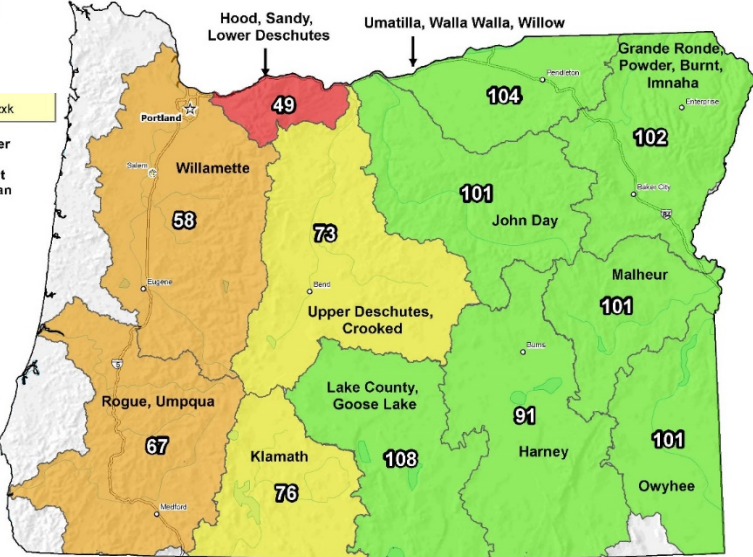 Hood, Sandy,
Lower Deschutes
Umatilla, Walla Walla, Willow
Grande Ronde,
Powder, Burnt,
Imnaha
Pendleton
Enterprise
49
104
102
Portland
Salem
Willamette
58
73
101
John Day
Baker City
84
Eugene
Bend
Upper Deschutes,
Crooked
Malheur
101
Burns
5
Rogue, Umpqua
67
Lake County,
Goose Lake
91
Harney
Klamath
76
108
101
Owyhee
Medford